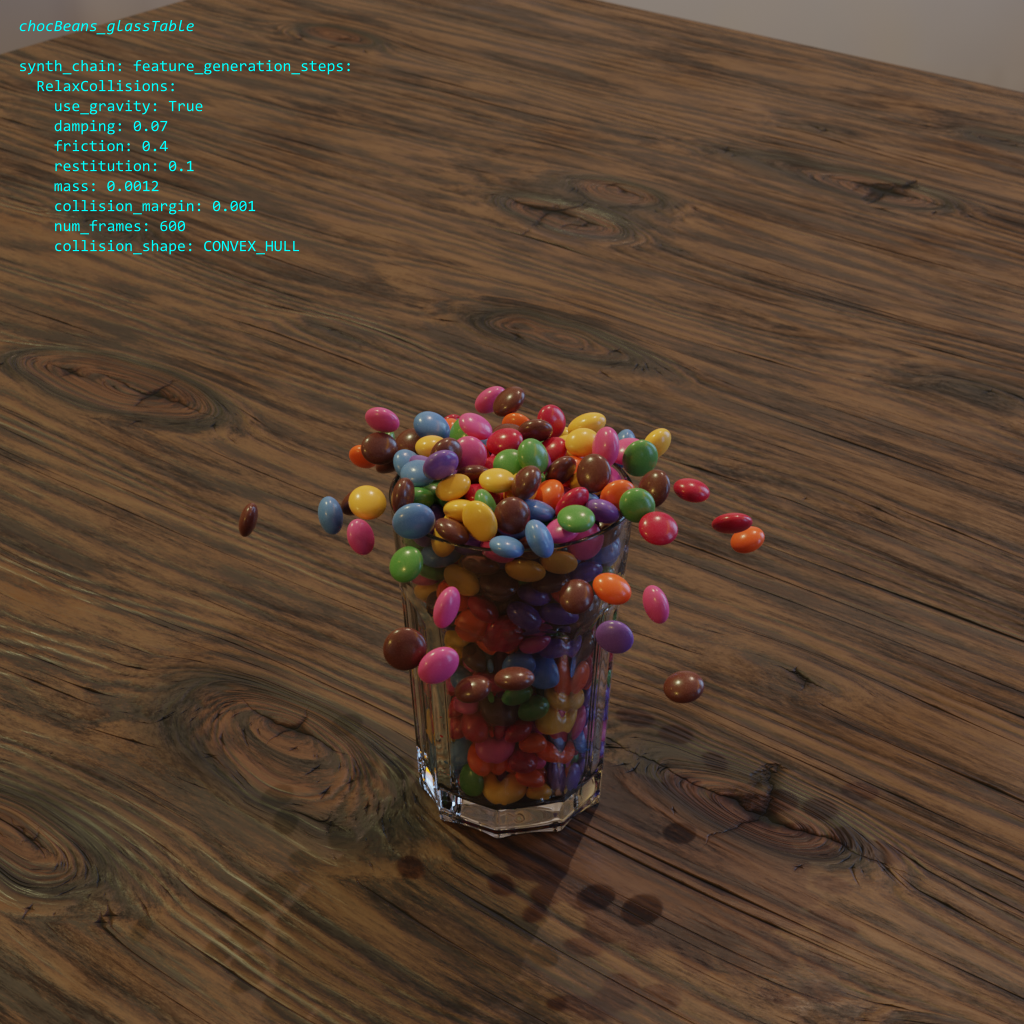 chocBeans_glassTable
synth_chain: feature_generation_steps:
RelaxCollisions:
use_gravity: True
damping: 0.07
friction: 0.4
restitution: 0.1
mass: 0.0012
collision_margin: 0.001
num_frames: 600
collision_shape: CONVEX_HULL